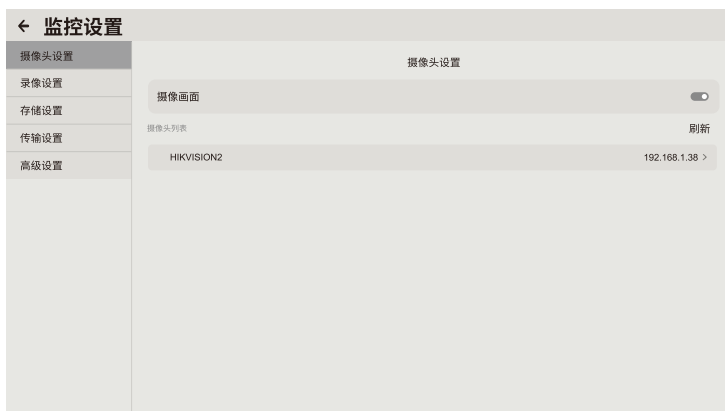 监控设置
摄像头设置
录像设置
存储设置
传输设置
高级设置
摄像头设置
摄像画面
摄像头列表 刷新
HIKVISION2 192.168.1.38 >